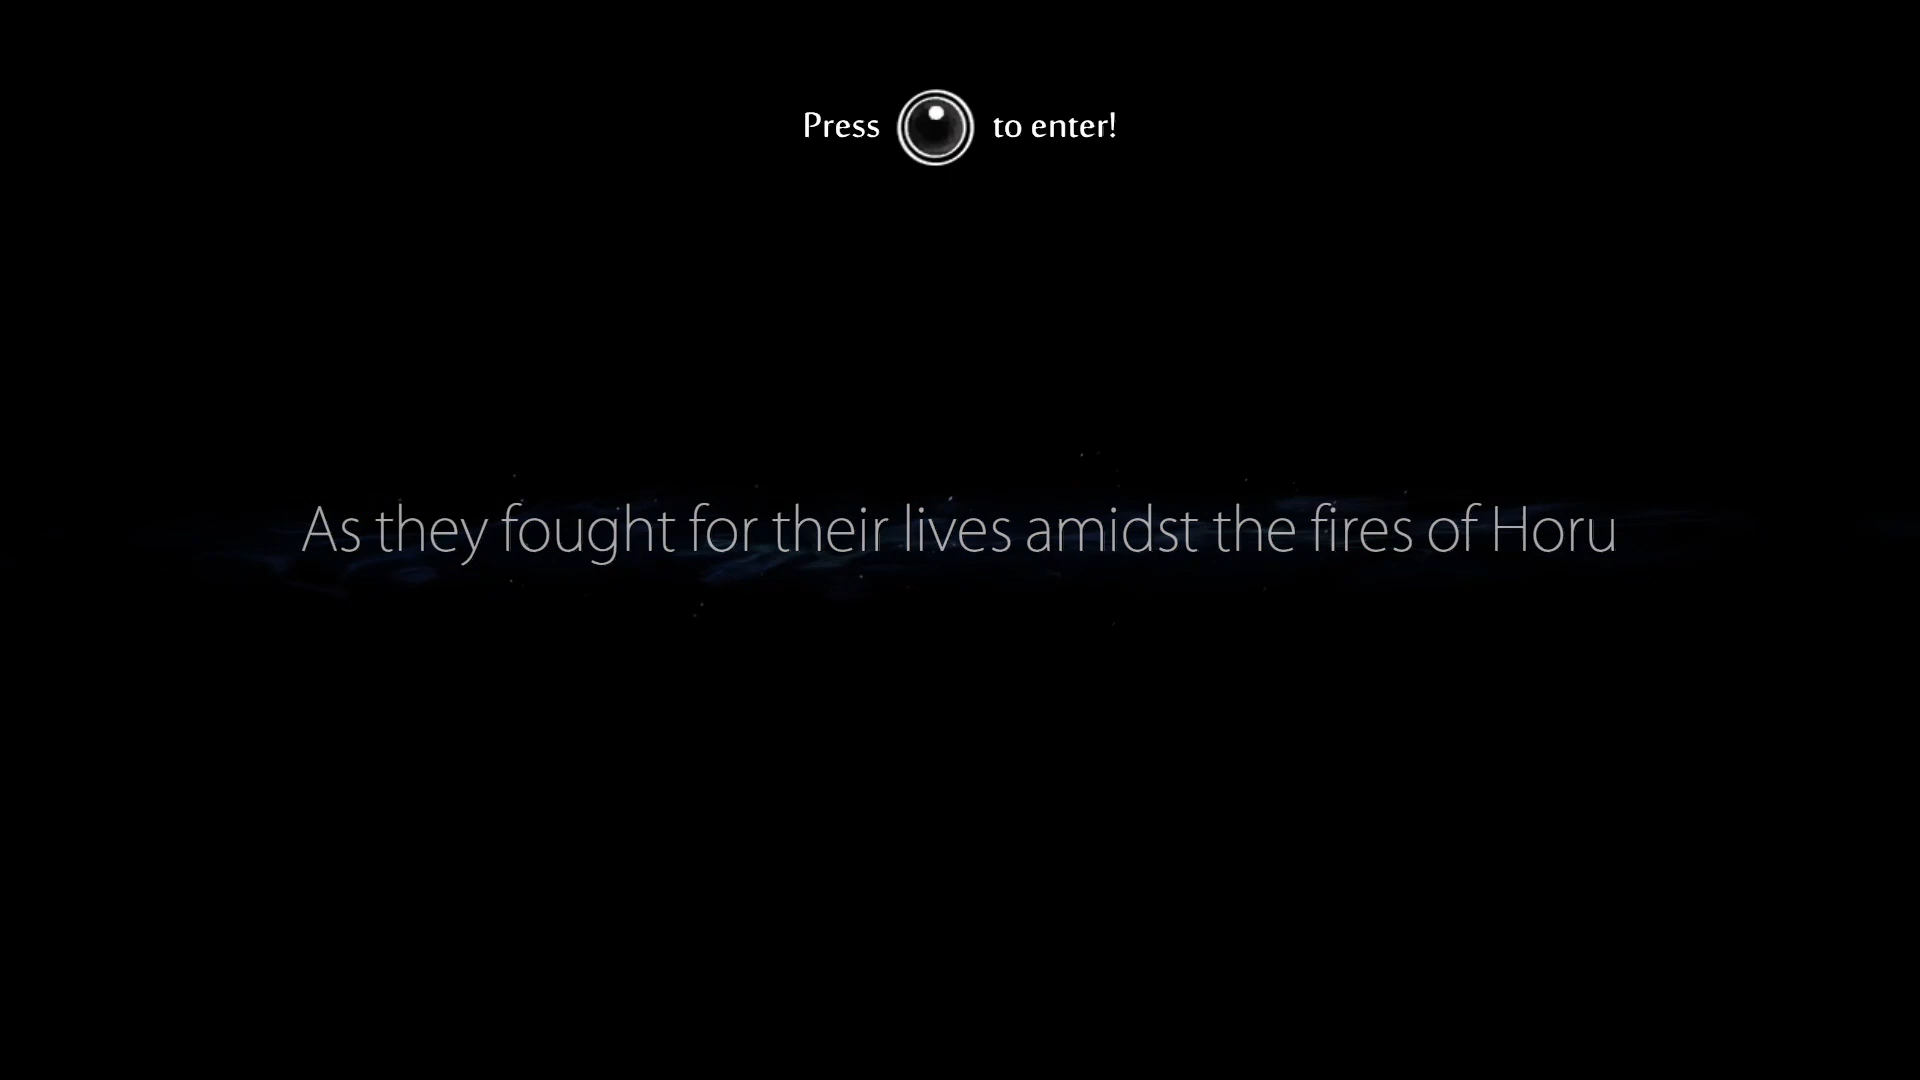 Press to enter!
As they fought for their lives amidst the fires of Horu